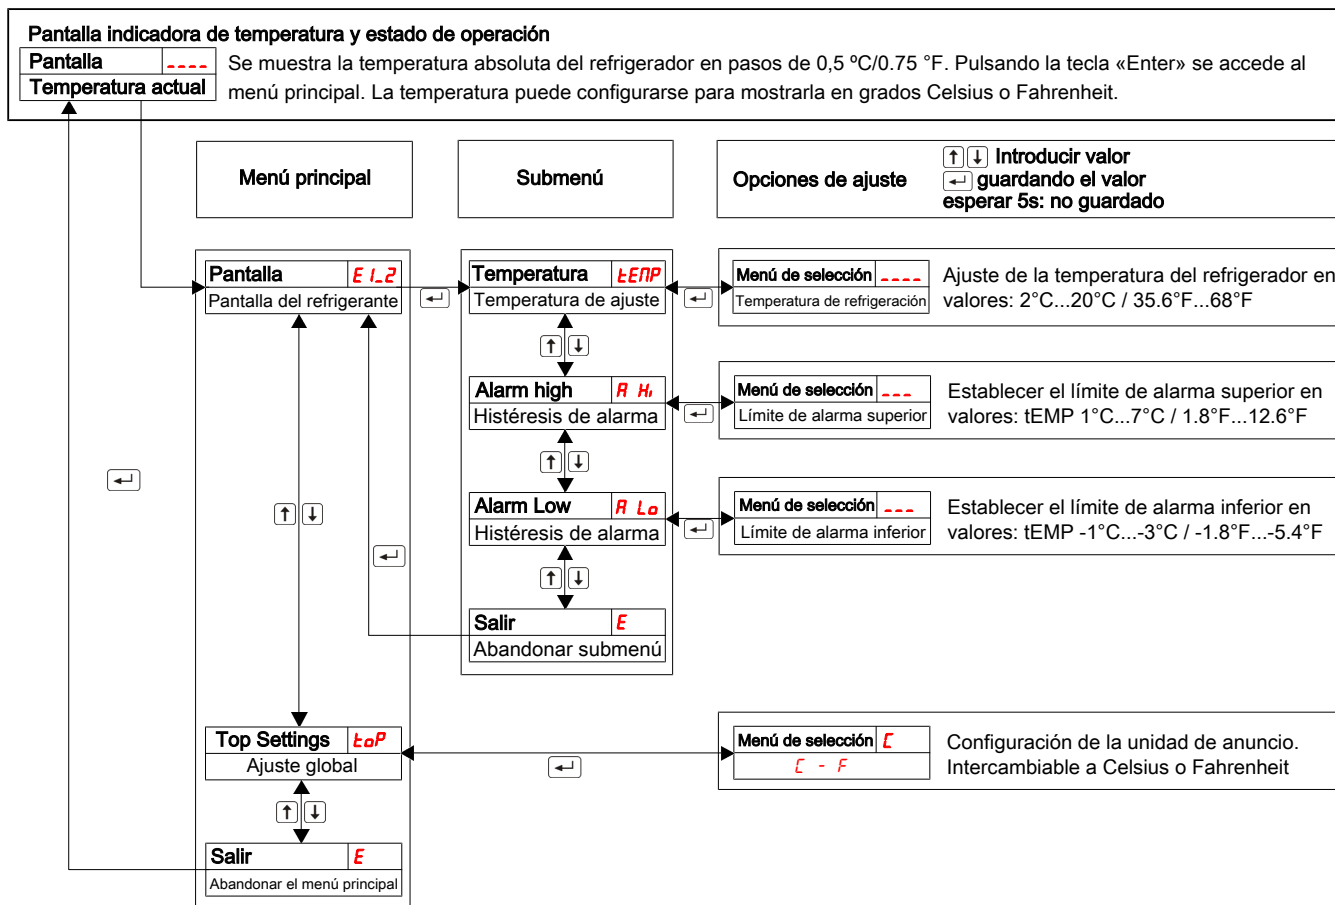 Pantalla indicadora de temperatura y estado de operación
Pantalla ----
Temperatura actual
Se muestra la temperatura absoluta del refrigerador en pasos de 0,5 ºC/0.75 °F. Pulsando la tecla «Enter» se accede al
menú principal. La temperatura puede configurarse para mostrarla en grados Celsius o Fahrenheit.
Menú principal
Submenú
Opciones de ajuste
↑ ↓ Introducir valor
↵ guardando el valor
esperar 5s: no guardado
Pantalla E1_2
Pantalla del refrigerante
↵
Temperatura tEMP
Temperatura de ajuste
↵
Menú de selección ----
Temperatura de refrigeración
Ajuste de la temperatura del refrigerador en
valores: 2°C...20°C / 35.6°F...68°F
↑ ↓
Alarm high A Hi
Histéresis de alarma
↵
Menú de selección ---
Límite de alarma superior
Establecer el límite de alarma superior en
valores: tEMP 1°C...7°C / 1.8°F...12.6°F
↵
↑ ↓
↑ ↓
Alarm Low A Lo
Histéresis de alarma
↵
Menú de selección ---
Límite de alarma inferior
Establecer el límite de alarma inferior en
valores: tEMP -1°C...-3°C / -1.8°F...-5.4°F
↵
↑ ↓
Salir E
Abandonar submenú
Top Settings toP
Ajuste global
↵
Menú de selección C
C - F
Configuración de la unidad de anuncio.
Intercambiable a Celsius o Fahrenheit
↑ ↓
Salir E
Abandonar el menú principal